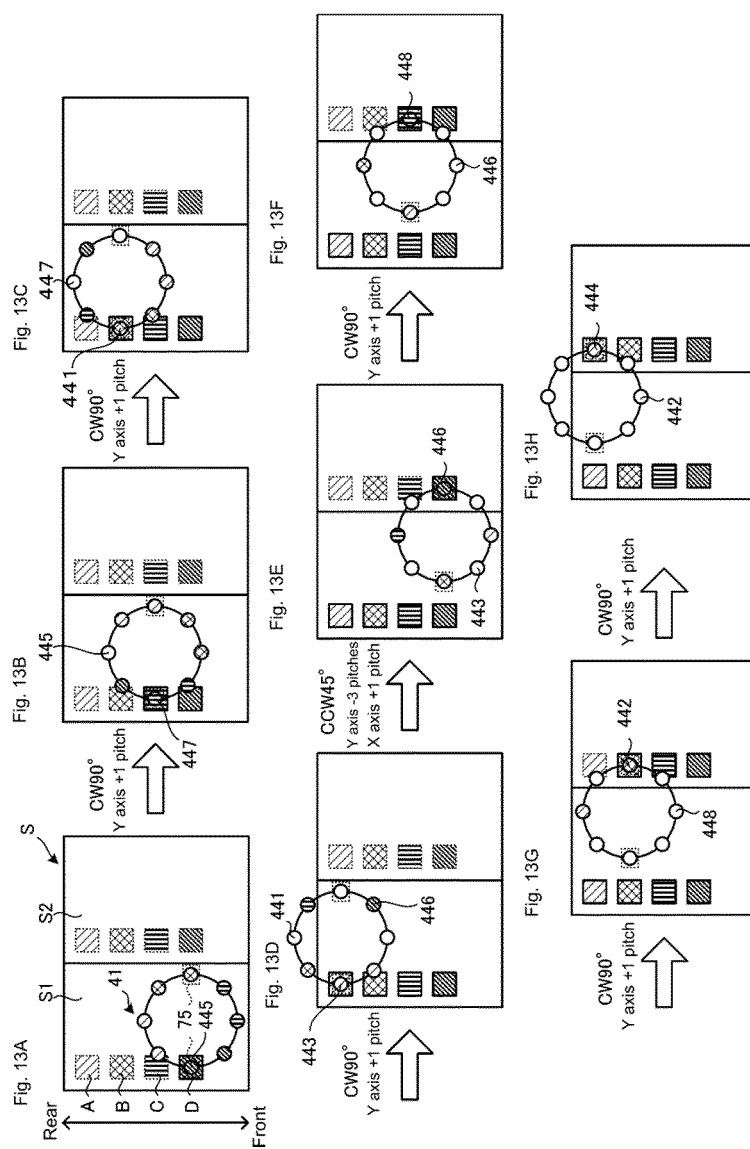 Fig. 13A
Rear
Front
A
B
C
D
S1
S2
S
41
75
445
CW90°
Y axis +1 pitch
Fig. 13B
445
447
CW90°
Y axis +1 pitch
Fig. 13C
447
441
CW90°
Y axis +1 pitch
Fig. 13D
441
443
446
CCW45°
Y axis -3 pitches
X axis +1 pitch
Fig. 13E
446
443
CW90°
Y axis +1 pitch
Fig. 13F
448
446
CW90°
Y axis +1 pitch
Fig. 13G
442
448
CW90°
Y axis +1 pitch
Fig. 13H
444
442